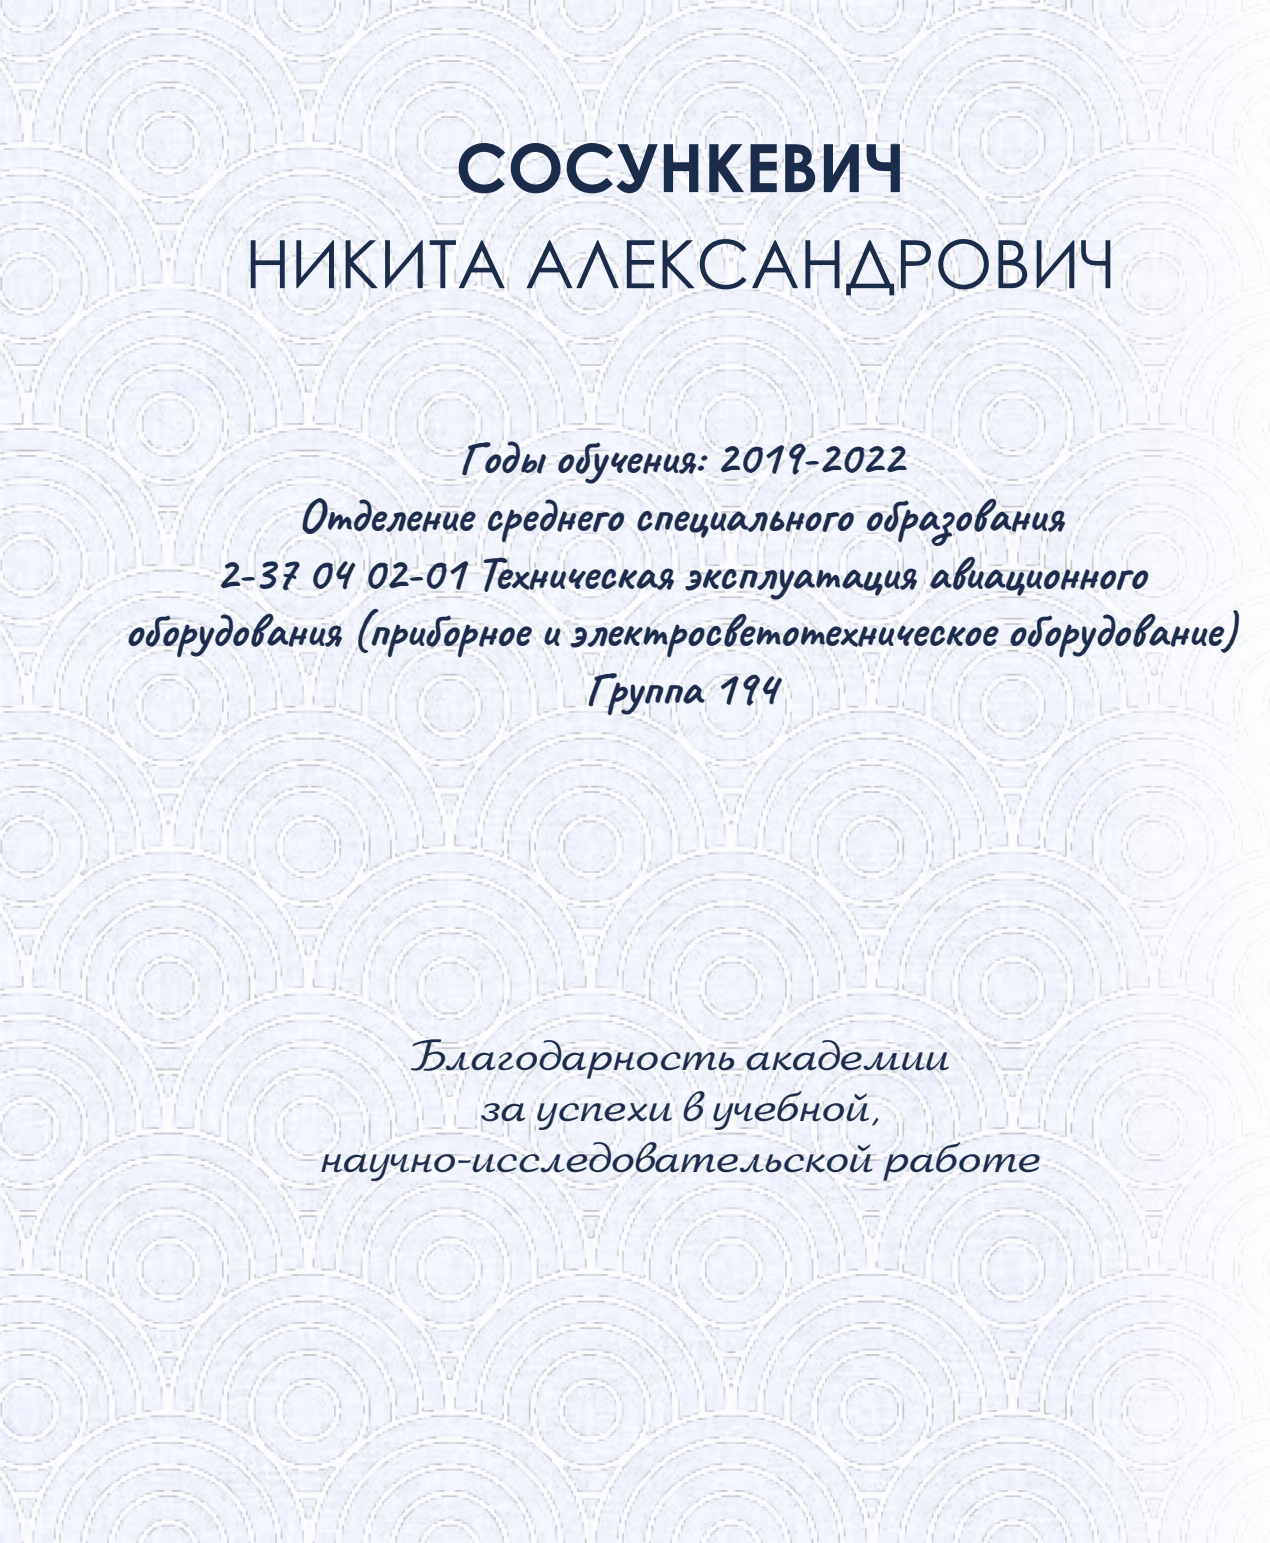 СОСУНКЕВИЧ
НИКИТА АЛЕКСАНДРОВИЧ
Годы обучения: 2019-2022
Отделение среднего специального образования
2-37 04 02-01 Техническая эксплуатация авиационного
оборудования (приборное и электросветотехническое оборудование)
Группа 194
Благодарность академии
за успехи в учебной,
научно-исследовательской работе